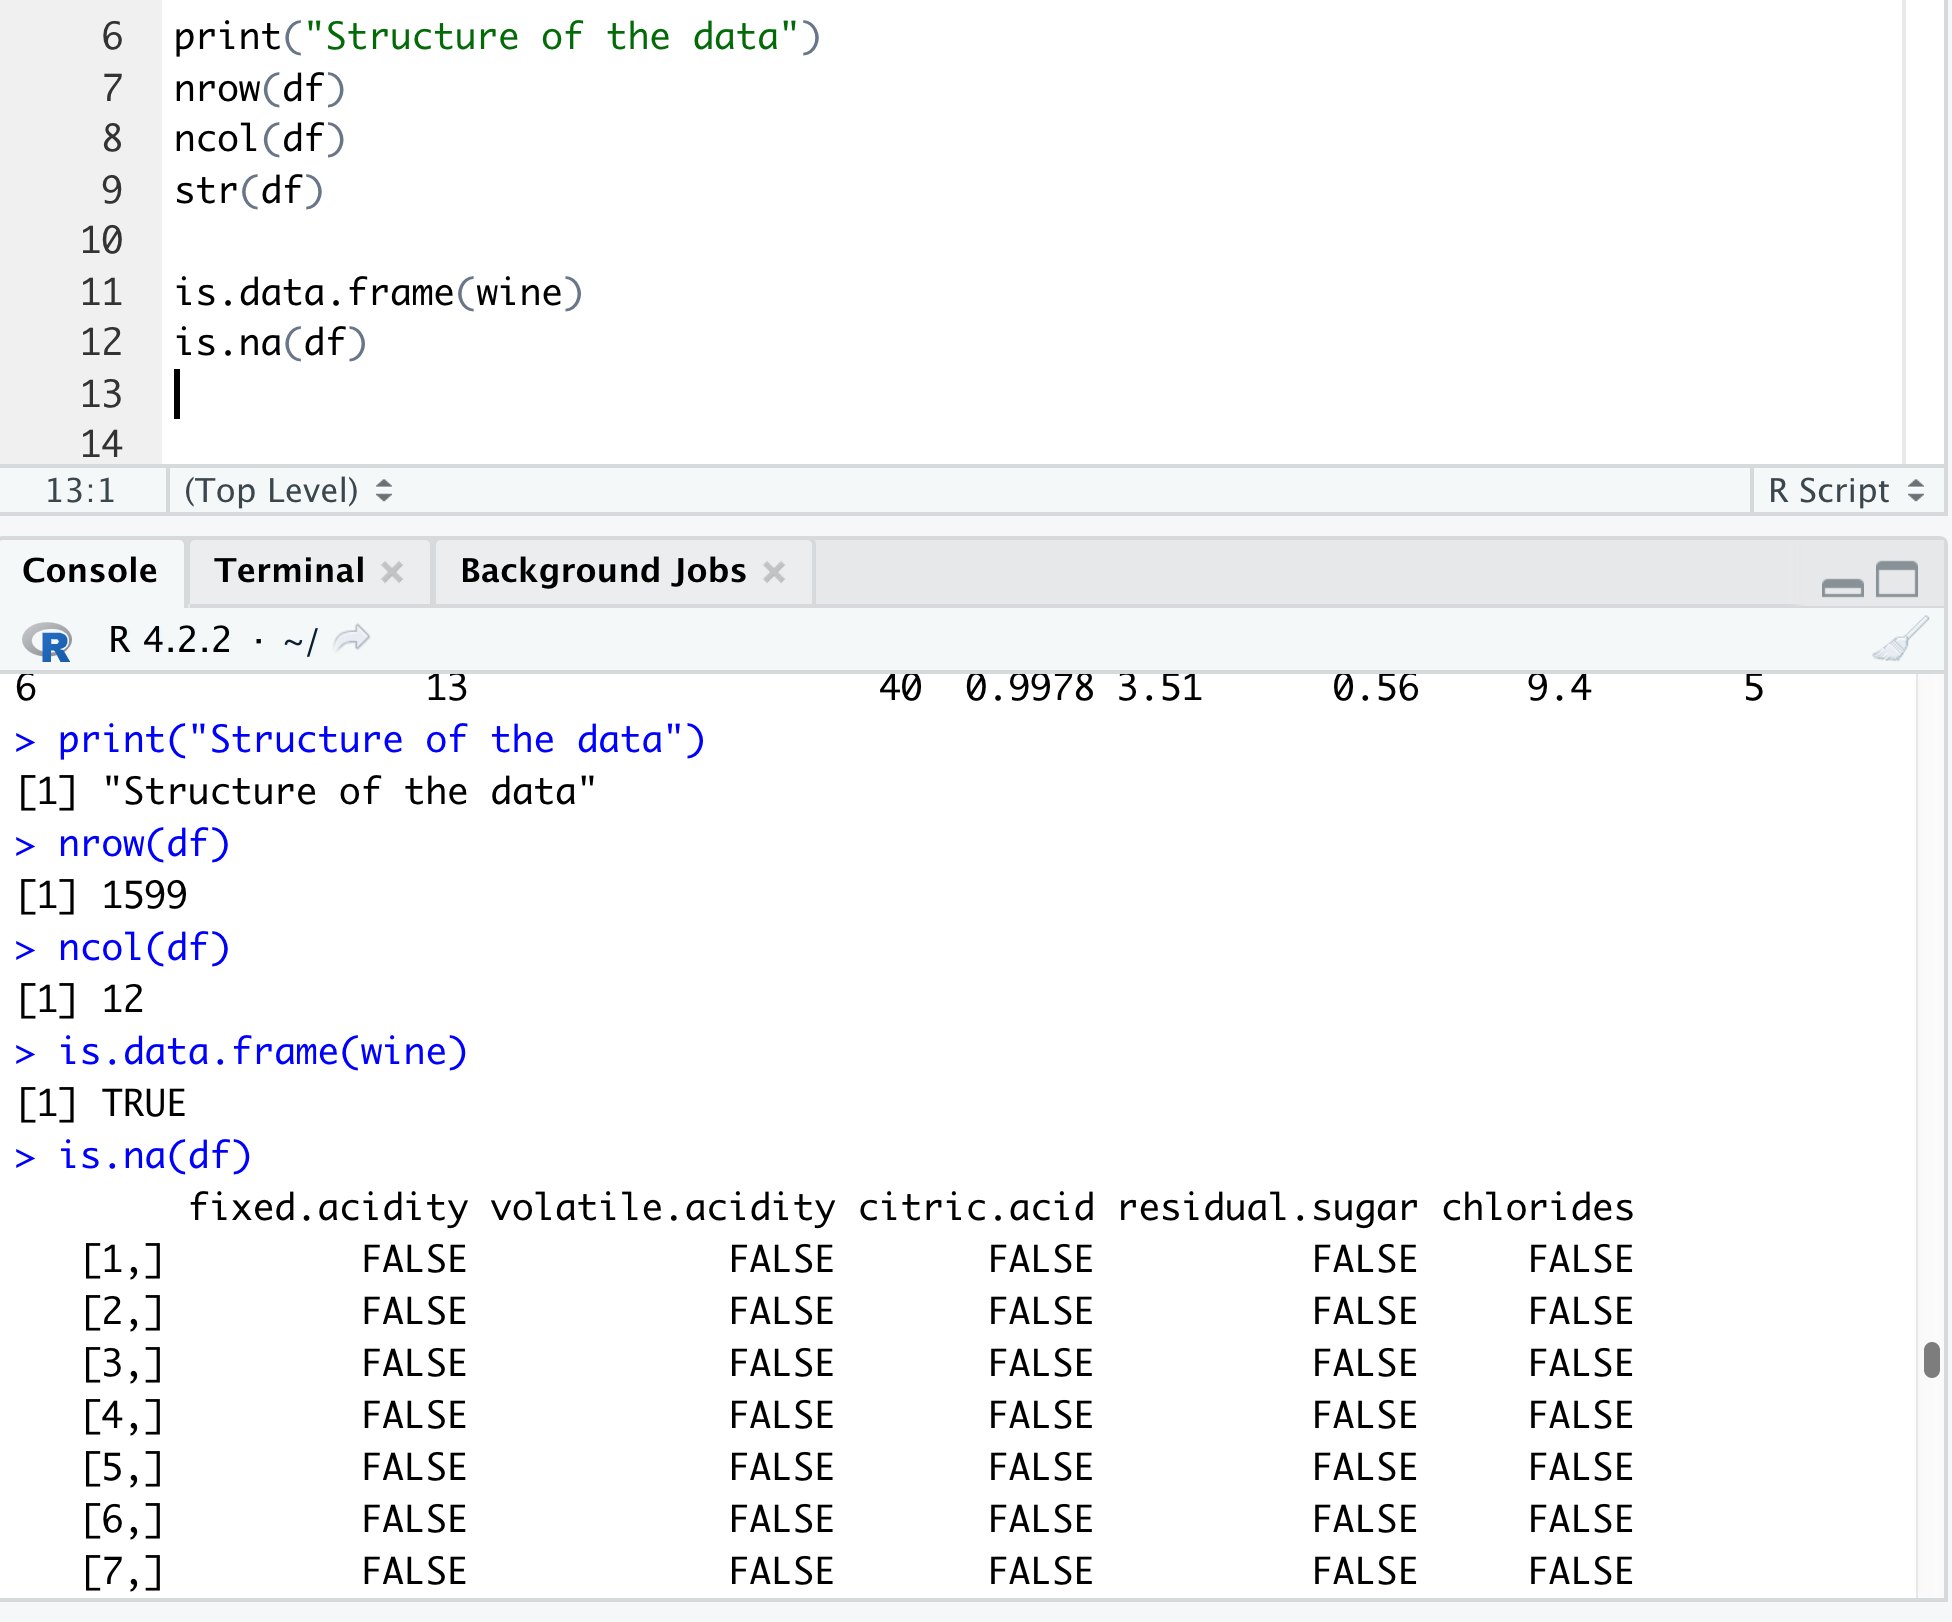 6 print("Structure of the data")
7 nrow(df)
8 ncol(df)
9 str(df)
10
11 is.data.frame(wine)
12 is.na(df)
13
14
13:1 (Top Level) R Script
Console Terminal Background Jobs
R R 4.2.2 · ~/
6 13 40 0.9978 3.51 0.56 9.4 5
> print("Structure of the data")
[1] "Structure of the data"
> nrow(df)
[1] 1599
> ncol(df)
[1] 12
> is.data.frame(wine)
[1] TRUE
> is.na(df)
fixed.acidity volatile.acidity citric.acid residual.sugar chlorides
[1,] FALSE FALSE FALSE FALSE FALSE
[2,] FALSE FALSE FALSE FALSE FALSE
[3,] FALSE FALSE FALSE FALSE FALSE
[4,] FALSE FALSE FALSE FALSE FALSE
[5,] FALSE FALSE FALSE FALSE FALSE
[6,] FALSE FALSE FALSE FALSE FALSE
[7,] FALSE FALSE FALSE FALSE FALSE